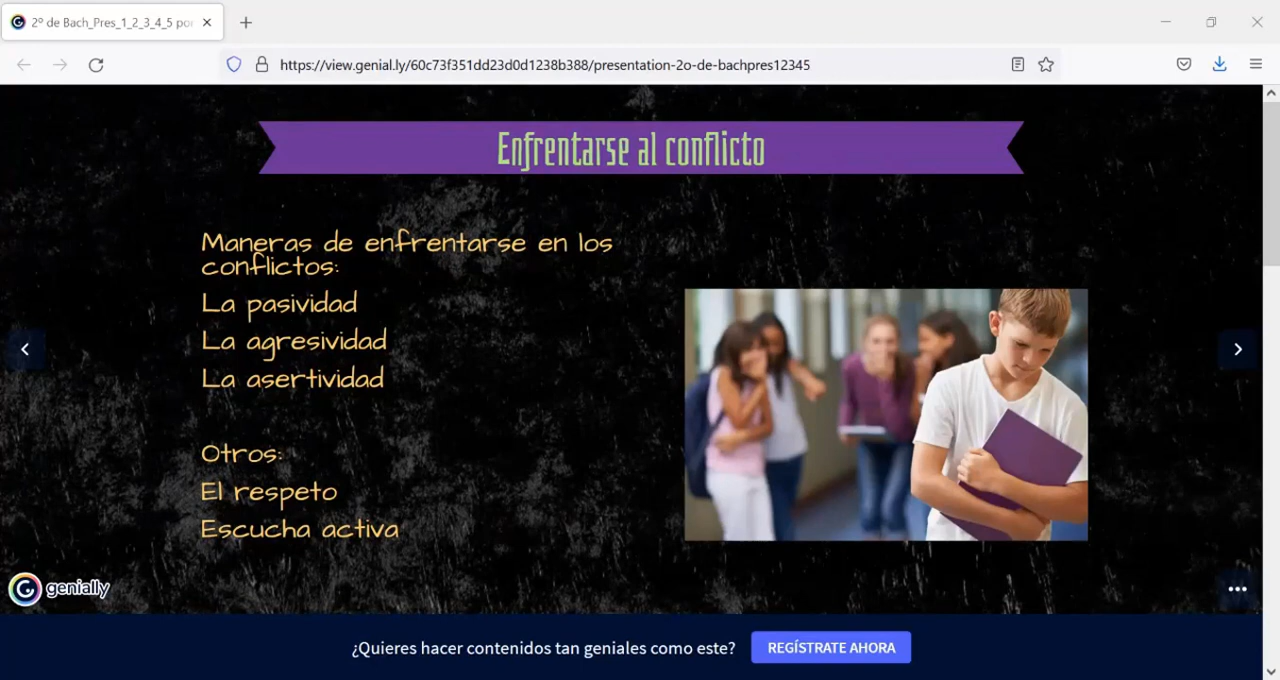 2º de Bach_Pres_1_2_3_4_5 por
https://view.genial.ly/60c73f351dd23d0d1238b388/presentation-2o-de-bachpres12345
Enfrentarse al conflicto
Maneras de enfrentarse en los
conflictos:
La pasividad
La agresividad
La asertividad
Otros:
El respeto
Escucha activa
genially
¿Quieres hacer contenidos tan geniales como este?
REGÍSTRATE AHORA